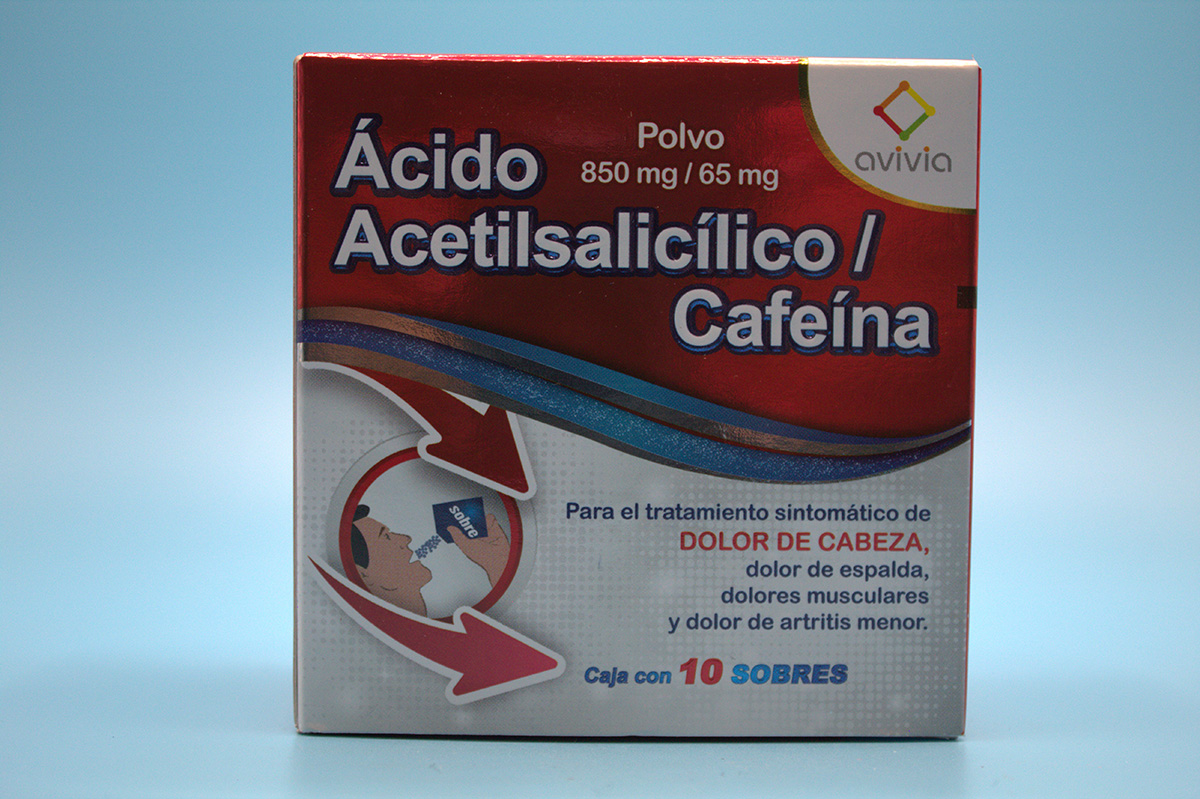 Polvo
850 mg / 65 mg
avivia
Ácido
Acetilsalicílico /
Cafeína
sobre
Para el tratamiento sintomático de
DOLOR DE CABEZA,
dolor de espalda,
dolores musculares
y dolor de artritis menor.
Caja con 10 SOBRES